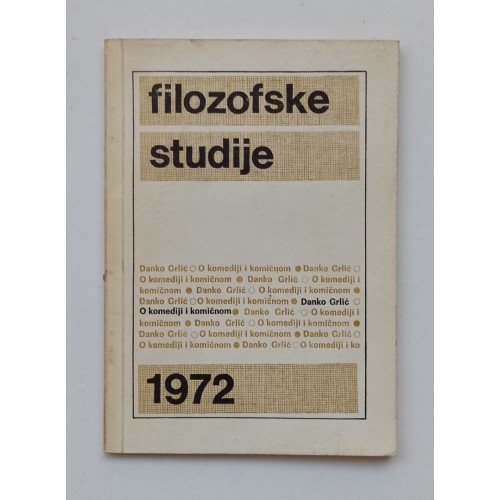 filozofske
studije
Danko Grlić ○ O komediji i komičnom ● Danko Grlić ○
O komediji i komičnom ● Danko Grlić ○ O komediji i
komičnom ● Danko Grlić ○ O komediji i komičnom ●
Danko Grlić ○ O komediji i komičnom ● Danko Grlić ○
O komediji i komičnom ● Danko Grlić ○ O komediji i
komičnom ● Danko Grlić ○ O komediji i komičnom ●
Danko Grlić ○ O komediji i komičnom ● Danko Grlić ○
O komediji i komičnom ● Danko Grlić ○ O komediji i ko
1972